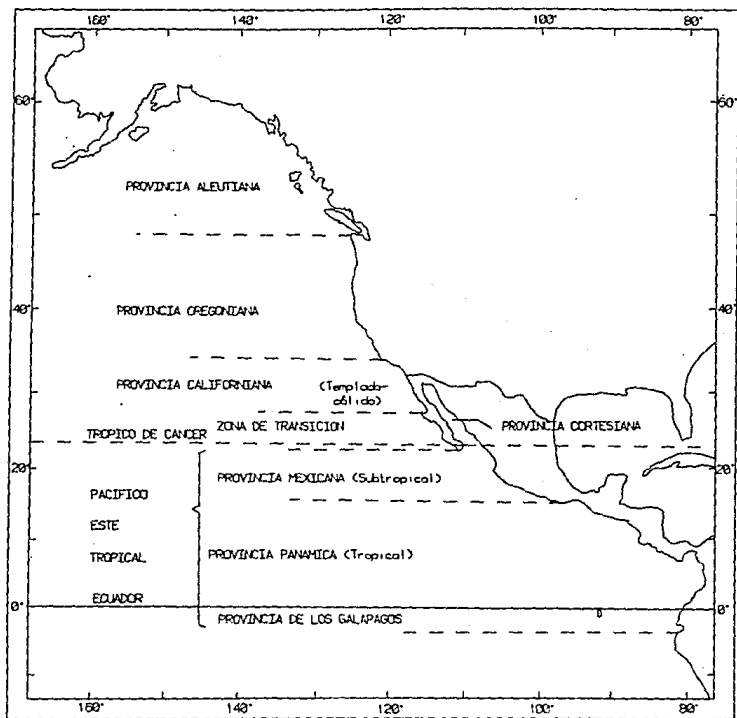 160° 140° 120° 100° 80°
60° 60°
PROVINCIA ALEUTIANA
40° 40°
PROVINCIA OREGONIANA
PROVINCIA CALIFORNIANA (Templado-cálido)
ZONA DE TRANSICION
PROVINCIA CORTESIANA
TROPICO DE CANCER
20° 20°
PROVINCIA MEXICANA (Subtropical)
PACIFICO
ESTE
TROPICAL
PROVINCIA PANAMICA (Tropical)
ECUADOR
0° 0°
PROVINCIA DE LOS GALAPAGOS
160° 140° 120° 100° 80°